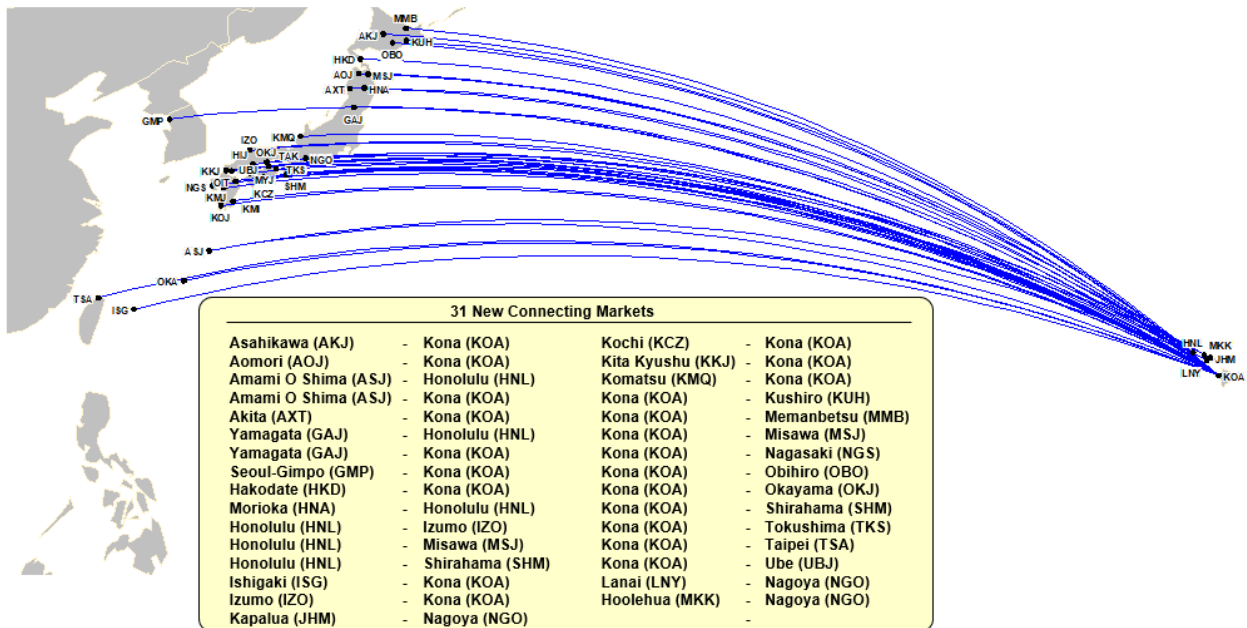 MMB
AKJ
KUH
OBO
HKD
AOJ
MSJ
AXT
HNA
GAJ
GMP
KMQ
IZO
HIJ
OKJ
TAK
NGO
KKJ
UBJ
TKS
OIT
MYJ
NGS
SHM
KMJ
KCZ
KMI
KOJ
ASJ
OKA
TSA
ISG
HNL
MKK
JHM
LNY
KOA
31 New Connecting Markets
Asahikawa (AKJ) - Kona (KOA) Kochi (KCZ) - Kona (KOA)
Aomori (AOJ) - Kona (KOA) Kita Kyushu (KKJ) - Kona (KOA)
Amami O Shima (ASJ) - Honolulu (HNL) Komatsu (KMQ) - Kona (KOA)
Amami O Shima (ASJ) - Kona (KOA) Kona (KOA) - Kushiro (KUH)
Akita (AXT) - Kona (KOA) Kona (KOA) - Memanbetsu (MMB)
Yamagata (GAJ) - Honolulu (HNL) Kona (KOA) - Misawa (MSJ)
Yamagata (GAJ) - Kona (KOA) Kona (KOA) - Nagasaki (NGS)
Seoul-Gimpo (GMP) - Kona (KOA) Kona (KOA) - Obihiro (OBO)
Hakodate (HKD) - Kona (KOA) Kona (KOA) - Okayama (OKJ)
Morioka (HNA) - Honolulu (HNL) Kona (KOA) - Shirahama (SHM)
Honolulu (HNL) - Izumo (IZO) Kona (KOA) - Tokushima (TKS)
Honolulu (HNL) - Misawa (MSJ) Kona (KOA) - Taipei (TSA)
Honolulu (HNL) - Shirahama (SHM) Kona (KOA) - Ube (UBJ)
Ishigaki (ISG) - Kona (KOA) Lanai (LNY) - Nagoya (NGO)
Izumo (IZO) - Kona (KOA) Hoolehua (MKK) - Nagoya (NGO)
Kapalua (JHM) - Nagoya (NGO) -